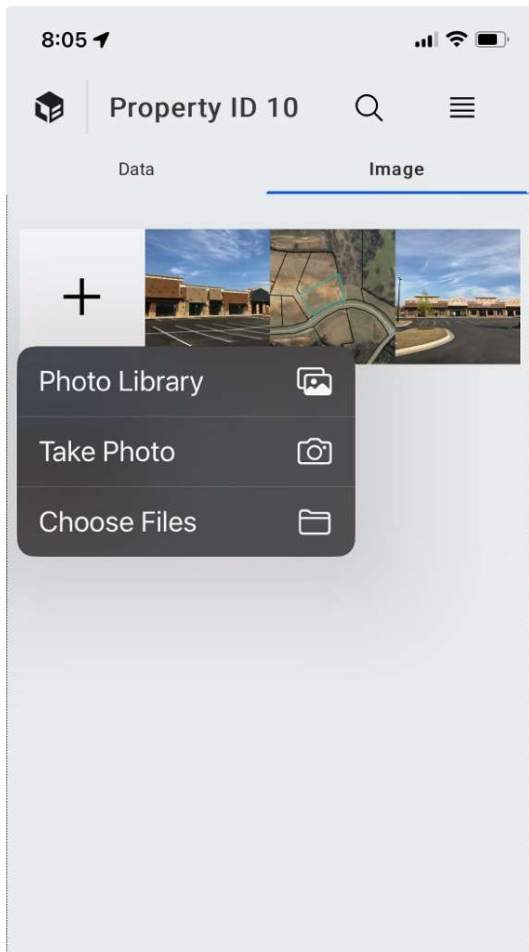 8:05
Property ID 10
Data Image
Photo Library
Take Photo
Choose Files